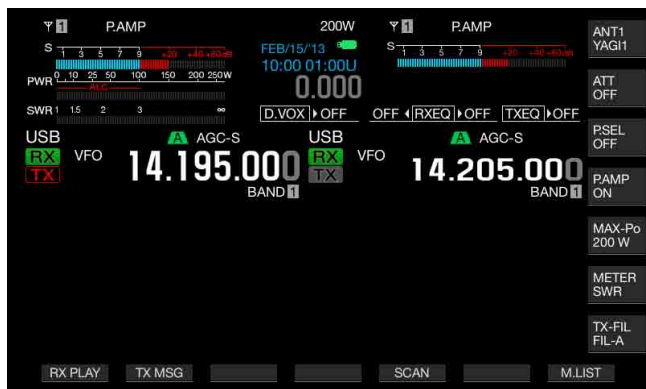 1 P.AMP 200W 1 P.AMP
S 1 3 5 7 9 +20 +40 +60dB
FEB/15/'13
S 1 3 5 7 9 +20 +40 +60dB
10:00 01:00U
PWR 0 10 25 50 100 150 200 250W
ALC
0.000
SWR 1 1.5 2 3 ∞
D.VOX OFF OFF RXEQ OFF TXEQ OFF
USB A AGC-S USB A AGC-S
RX VFO 14.195.000 RX VFO 14.205.000
TX BAND 1 TX BAND 1
ANT1
YAGI1
ATT
OFF
P.SEL
OFF
P.AMP
ON
MAX-Po
200 W
METER
SWR
TX-FIL
FIL-A
RX PLAY TX MSG SCAN M.LIST